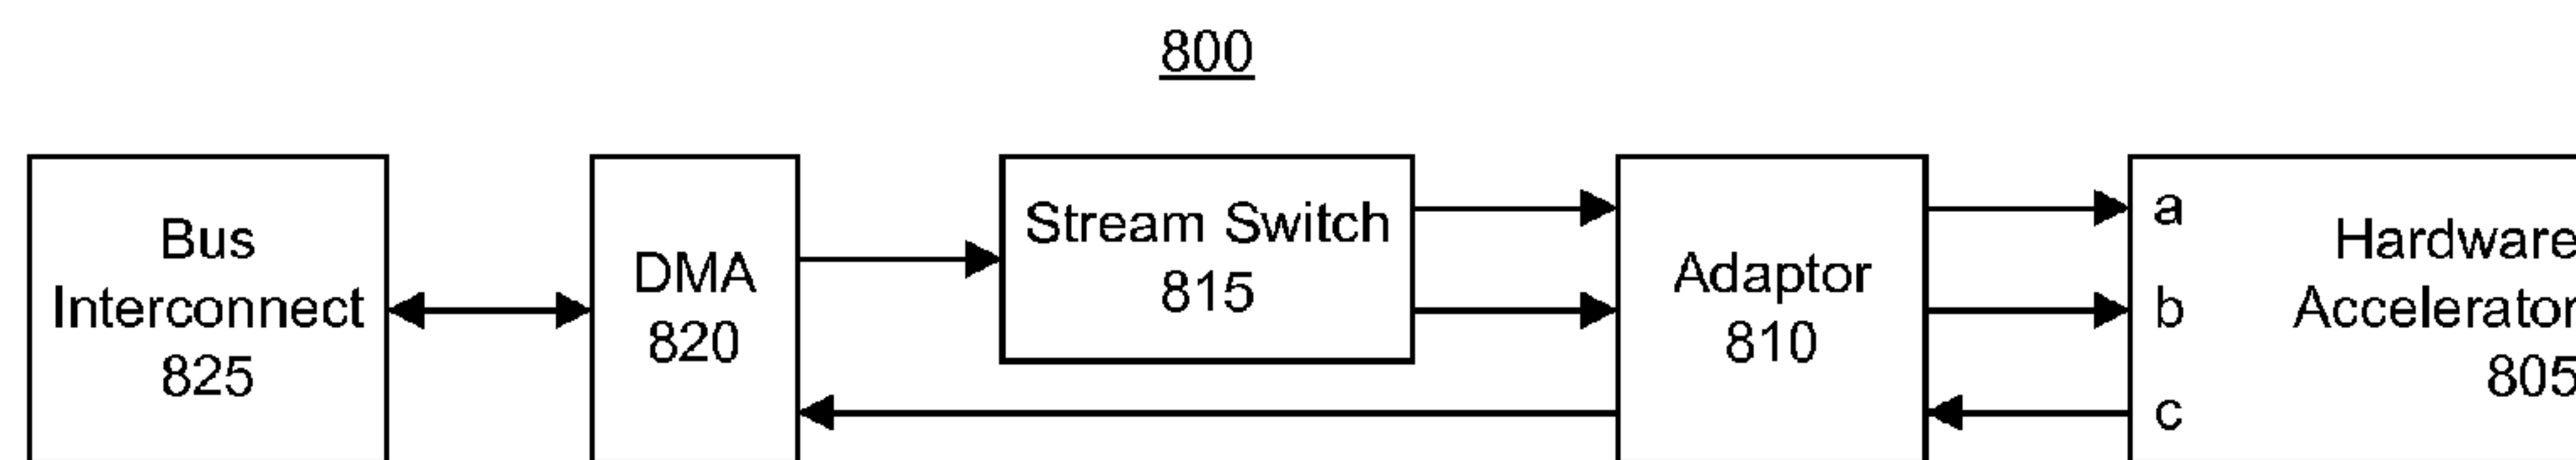 800
Bus
Interconnect
825
DMA
820
Stream Switch
815
Adaptor
810
a
b
c
Hardware
Accelerator
805